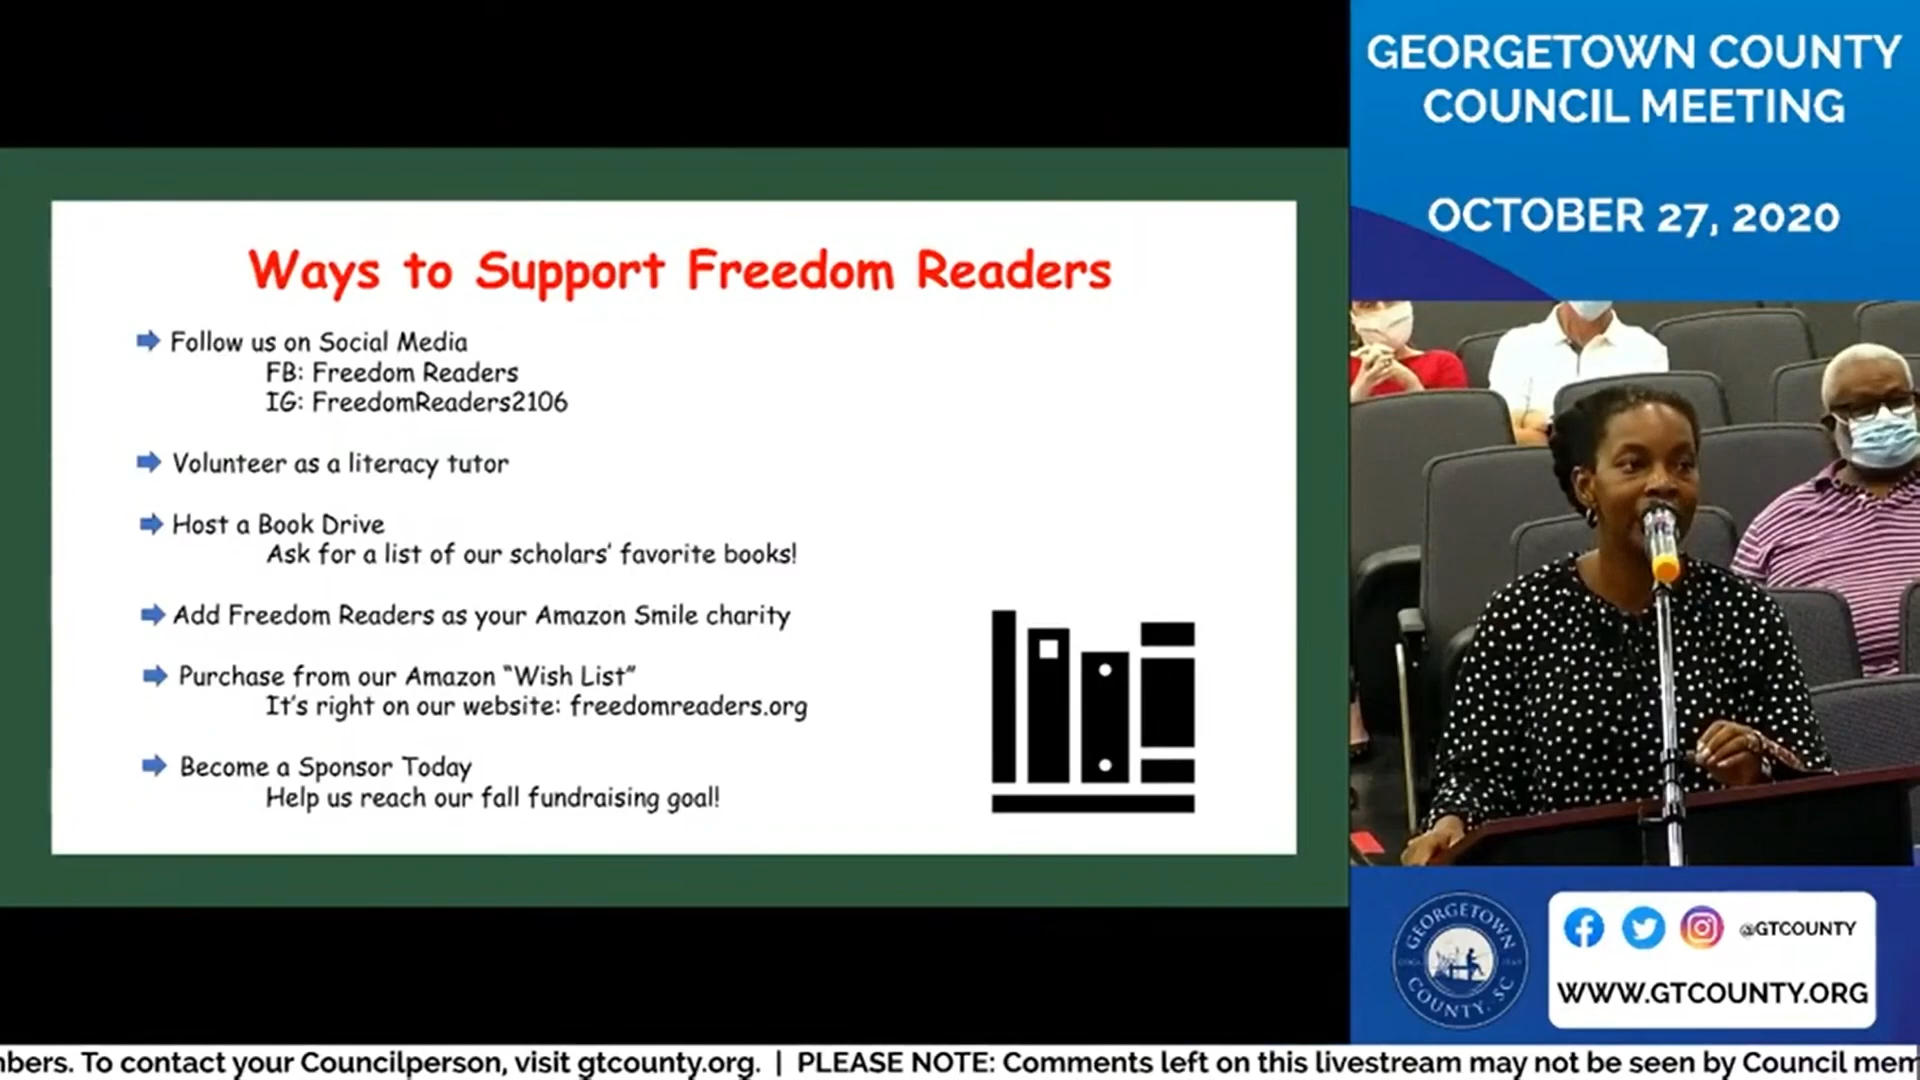 GEORGETOWN COUNTY
COUNCIL MEETING
OCTOBER 27, 2020
Ways to Support Freedom Readers
Follow us on Social Media
FB: Freedom Readers
IG: FreedomReaders2106
Volunteer as a literacy tutor
Host a Book Drive
Ask for a list of our scholars' favorite books!
Add Freedom Readers as your Amazon Smile charity
Purchase from our Amazon “Wish List”
It's right on our website: freedomreaders.org
Become a Sponsor Today
Help us reach our fall fundraising goal!
GEORGETOWN
COUNTY, SC
@GTCOUNTY
WWW.GTCOUNTY.ORG
nbers. To contact your Councilperson, visit gtcounty.org. | PLEASE NOTE: Comments left on this livestream may not be seen by Council mem